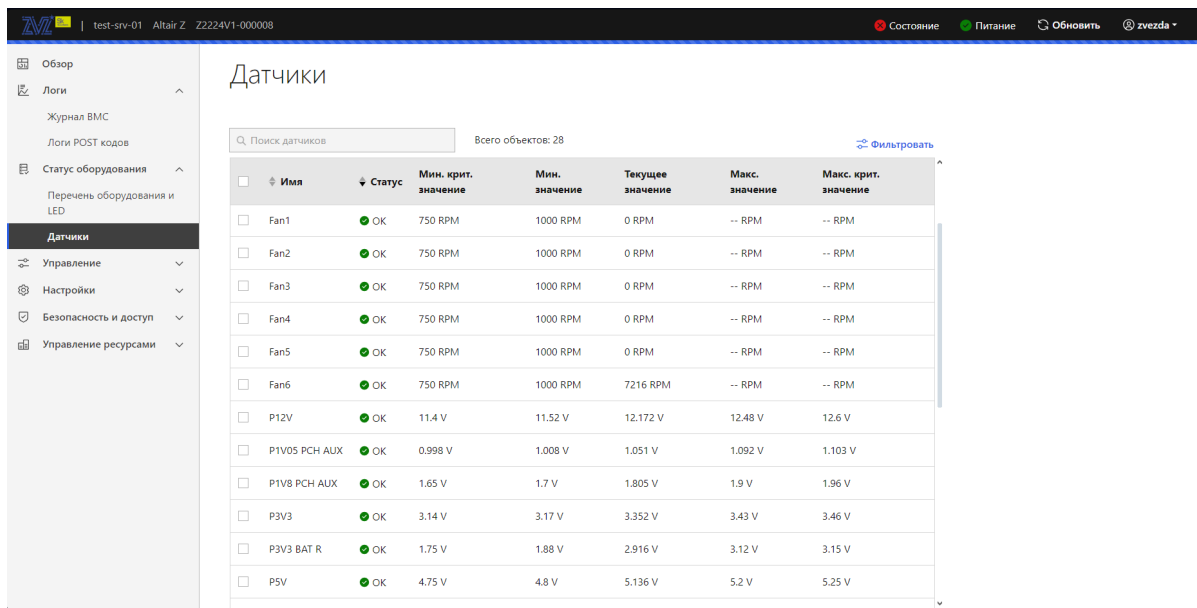 ZVZ | test-srv-01 Altair Z Z2224V1-000008 Состояние Питание Обновить zvezda
Обзор
Логи
Журнал BMC
Логи POST кодов
Статус оборудования
Перечень оборудования и
LED
Датчики
Управление
Настройки
Безопасность и доступ
Управление ресурсами
Датчики
Поиск датчиков Всего объектов: 28 Фильтровать
Имя Статус Мин. крит. значение Мин. значение Текущее значение Макс. значение Макс. крит. значение
Fan1 OK 750 RPM 1000 RPM 0 RPM -- RPM -- RPM
Fan2 OK 750 RPM 1000 RPM 0 RPM -- RPM -- RPM
Fan3 OK 750 RPM 1000 RPM 0 RPM -- RPM -- RPM
Fan4 OK 750 RPM 1000 RPM 0 RPM -- RPM -- RPM
Fan5 OK 750 RPM 1000 RPM 0 RPM -- RPM -- RPM
Fan6 OK 750 RPM 1000 RPM 7216 RPM -- RPM -- RPM
P12V OK 11.4 V 11.52 V 12.172 V 12.48 V 12.6 V
P1V05 PCH AUX OK 0.998 V 1.008 V 1.051 V 1.092 V 1.103 V
P1V8 PCH AUX OK 1.65 V 1.7 V 1.805 V 1.9 V 1.96 V
P3V3 OK 3.14 V 3.17 V 3.352 V 3.43 V 3.46 V
P3V3 BAT R OK 1.75 V 1.88 V 2.916 V 3.12 V 3.15 V
P5V OK 4.75 V 4.8 V 5.136 V 5.2 V 5.25 V